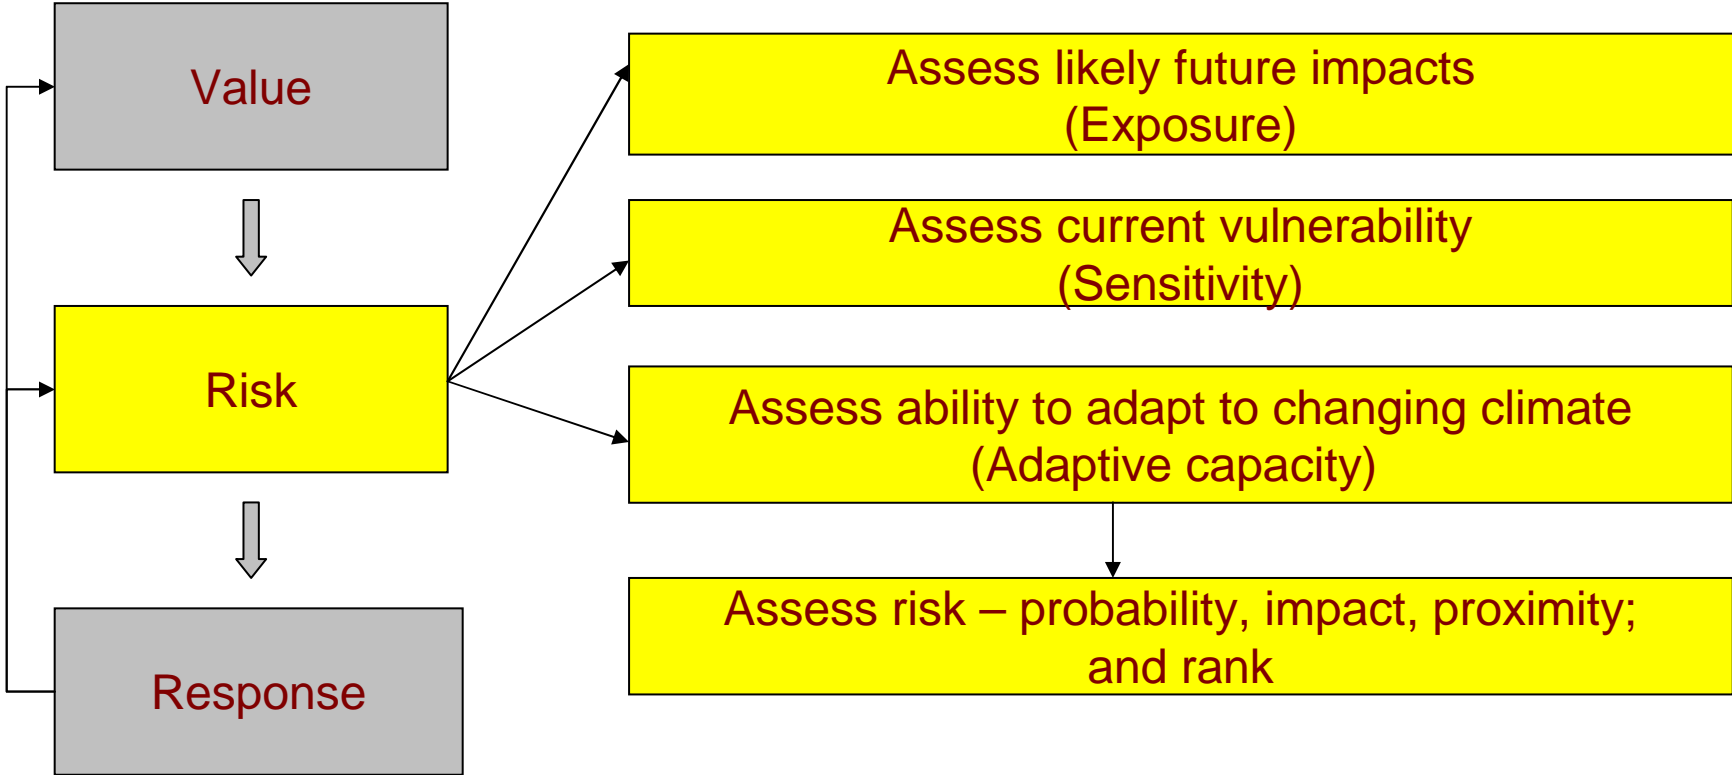 Value
Risk
Response
Assess likely future impacts
(Exposure)
Assess current vulnerability
(Sensitivity)
Assess ability to adapt to changing climate
(Adaptive capacity)
Assess risk – probability, impact, proximity;
and rank